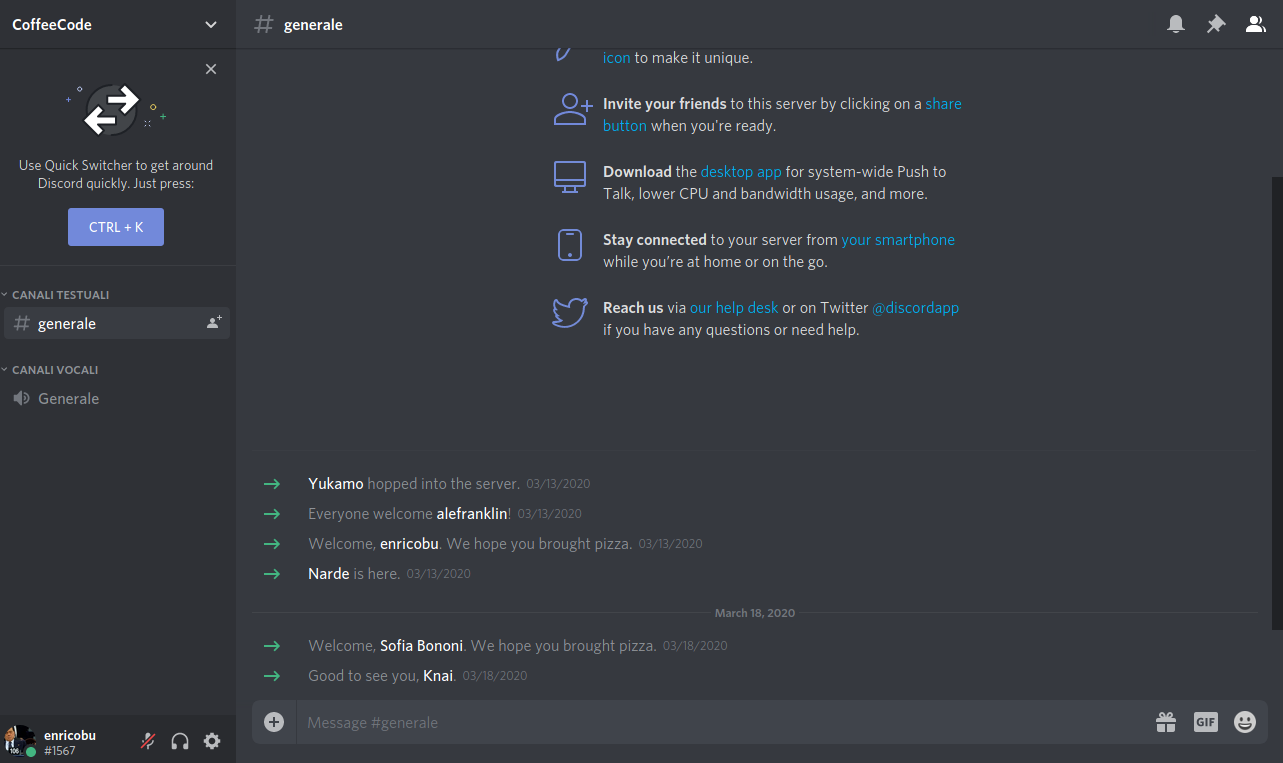 CoffeeCode
Use Quick Switcher to get around
Discord quickly. Just press:
CTRL + K
CANALI TESTUALI
generale
CANALI VOCALI
Generale
enricobu
#1567
# generale
icon to make it unique.
Invite your friends to this server by clicking on a share
button when you're ready.
Download the desktop app for system-wide Push to
Talk, lower CPU and bandwidth usage, and more.
Stay connected to your server from your smartphone
while you're at home or on the go.
Reach us via our help desk or on Twitter @discordapp
if you have any questions or need help.
Yukamo hopped into the server. 03/13/2020
Everyone welcome alefranklin! 03/13/2020
Welcome, enricobu. We hope you brought pizza. 03/13/2020
Narde is here. 03/13/2020
March 18, 2020
Welcome, Sofia Bononi. We hope you brought pizza. 03/18/2020
Good to see you, Knai. 03/18/2020
Message #generale
GIF